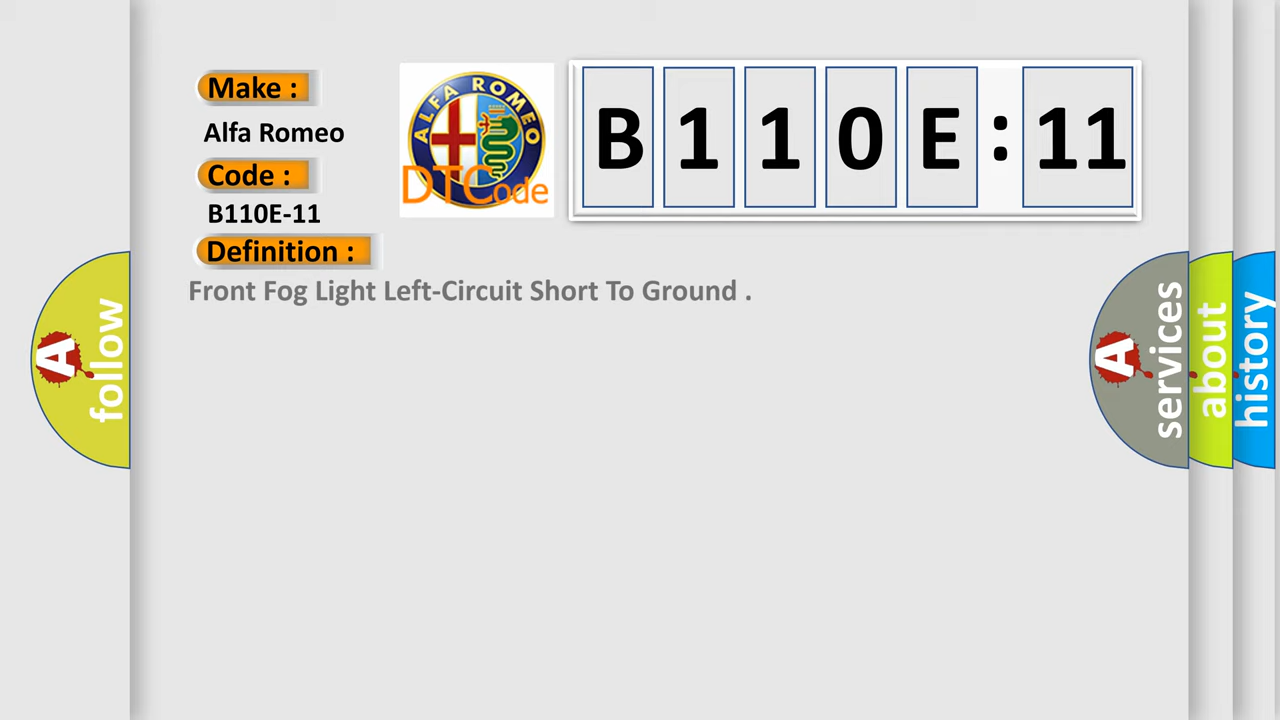 Make :
Alfa Romeo
Code :
B110E-11
Definition :
Front Fog Light Left-Circuit Short To Ground .
ALFA ROMEO
DTCode
B 1 1 0 E : 11
A follow
A services
about
history